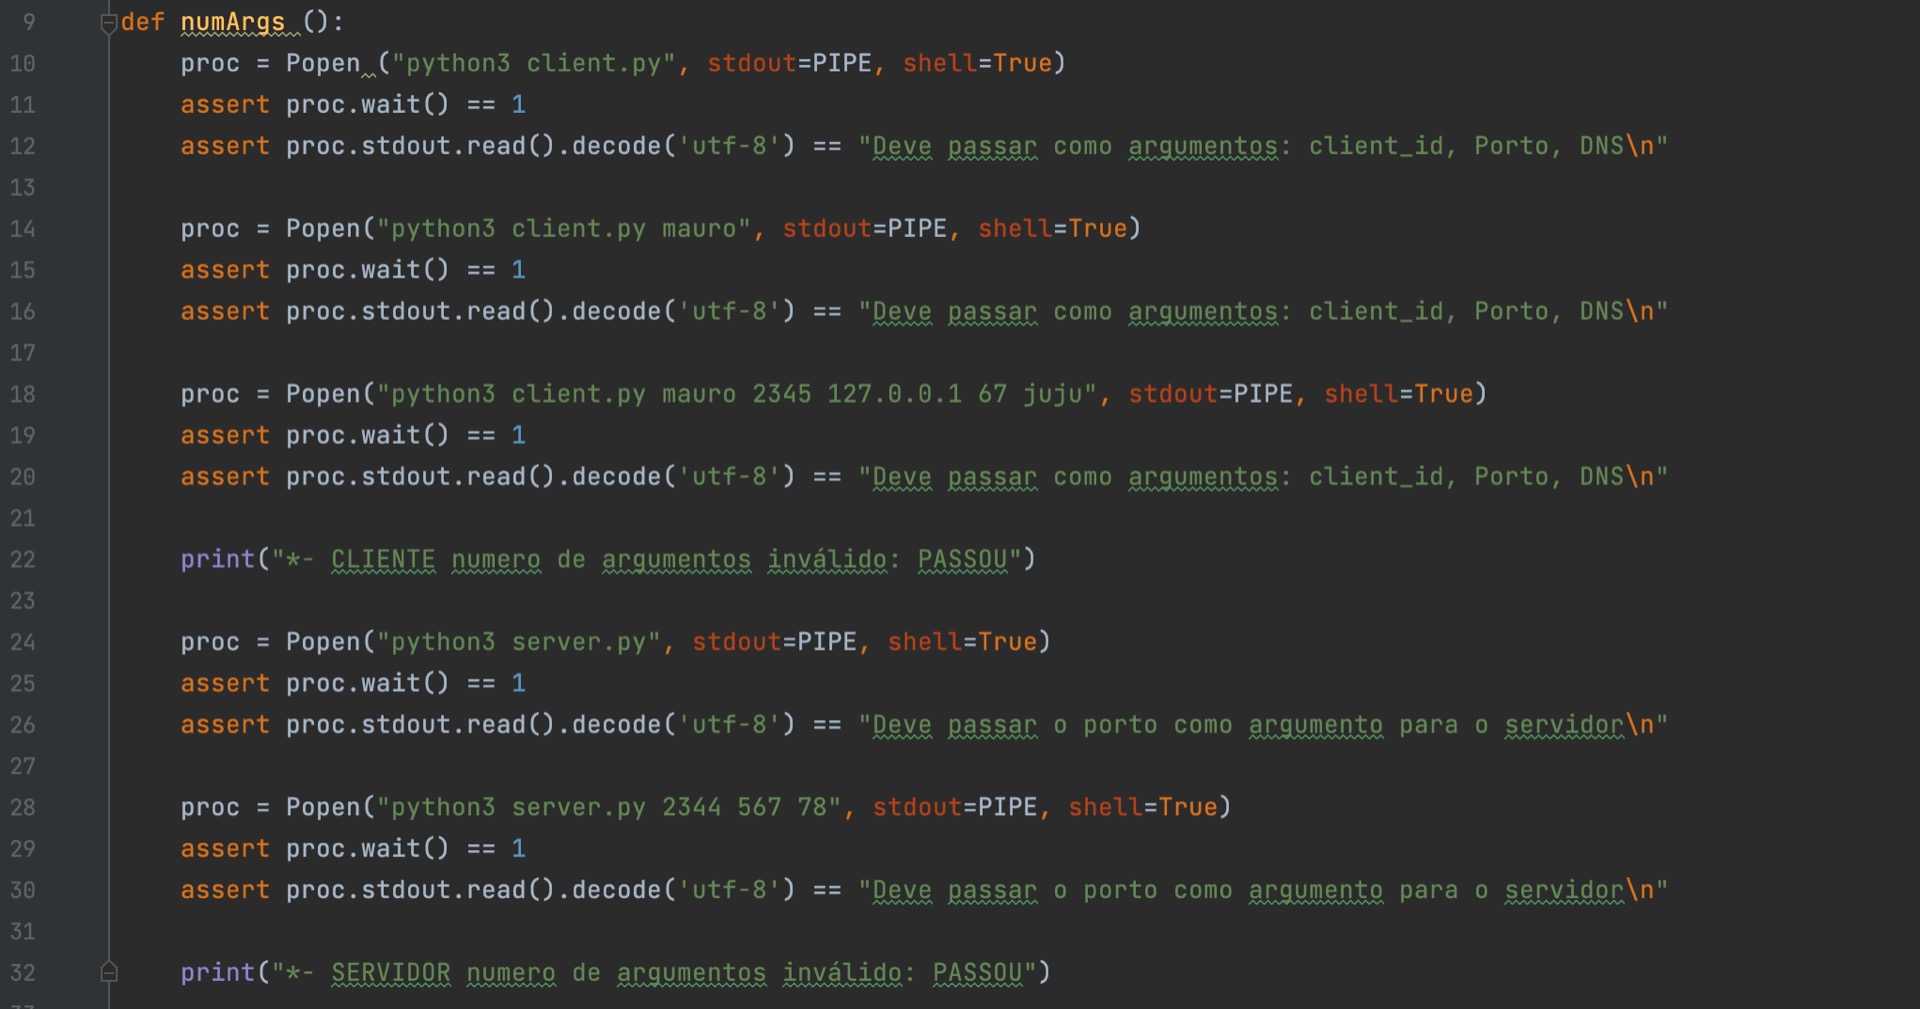 9 def numArgs ():
10 proc = Popen ("python3 client.py", stdout=PIPE, shell=True)
11 assert proc.wait() == 1
12 assert proc.stdout.read().decode('utf-8') == "Deve passar como argumentos: client_id, Porto, DNS\n"
13
14 proc = Popen("python3 client.py mauro", stdout=PIPE, shell=True)
15 assert proc.wait() == 1
16 assert proc.stdout.read().decode('utf-8') == "Deve passar como argumentos: client_id, Porto, DNS\n"
17
18 proc = Popen("python3 client.py mauro 2345 127.0.0.1 67 juju", stdout=PIPE, shell=True)
19 assert proc.wait() == 1
20 assert proc.stdout.read().decode('utf-8') == "Deve passar como argumentos: client_id, Porto, DNS\n"
21
22 print("*- CLIENTE numero de argumentos inválido: PASSOU")
23
24 proc = Popen("python3 server.py", stdout=PIPE, shell=True)
25 assert proc.wait() == 1
26 assert proc.stdout.read().decode('utf-8') == "Deve passar o porto como argumento para o servidor\n"
27
28 proc = Popen("python3 server.py 2344 567 78", stdout=PIPE, shell=True)
29 assert proc.wait() == 1
30 assert proc.stdout.read().decode('utf-8') == "Deve passar o porto como argumento para o servidor\n"
31
32 print("*- SERVIDOR numero de argumentos inválido: PASSOU")